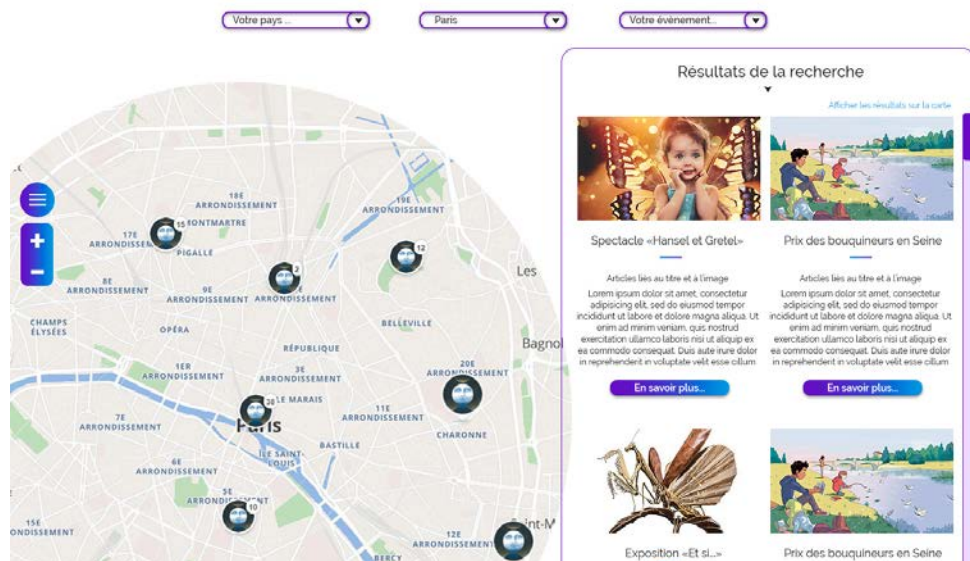 Votre pays ...
Paris
Votre évènement...
Résultats de la recherche
Afficher les résultats sur la carte
Spectacle «Hansel et Gretel»
Articles liés au titre et à l'image
Lorem ipsum dolor sit amet, consectetur
adipisicing elit, sed do eiusmod tempor
incididunt ut labore et dolore magna aliqua. Ut
enim ad minim veniam, quis nostrud
exercitation ullamco laboris nisi ut aliquip ex
ea commodo consequat. Duis aute irure dolor
in reprehenderit in voluptate velit esse cillum
En savoir plus...
Prix des bouquineurs en Seine
Articles liés au titre et à l'image
Lorem ipsum dolor sit amet, consectetur
adipisicing elit, sed do eiusmod tempor
incididunt ut labore et dolore magna aliqua. Ut
enim ad minim veniam, quis nostrud
exercitation ullamco laboris nisi ut aliquip ex
ea commodo consequat. Duis aute irure dolor
in reprehenderit in voluptate velit esse cillum
En savoir plus...
Exposition «Et si...»
Prix des bouquineurs en Seine
18E
ARRONDISSEMENT
19E
ARRONDISSEMENT
15
MONTMARTRE
17E
ARRONDISSEM
PIGALLE
12
2
Les
8E
ARRONDISSEMENT
9E
ARRONDISSEMENT
ARRONDISSEMENT
CHAMPS
ÉLYSÉES
OPÉRA
BELLEVILLE
RÉPUBLIQUE
Bagnol
1ER
ARRONDISSEMENT
3E
ARRONDISSEMENT
20E
ARRONDISSEMENT
38
LE MARAIS
7E
ARRONDISSEMENT
11E
ARRONDISSEMENT
Paris
CHARONNE
BASTILLE
ÎLE SAINT-
LOUIS
6E
ARRONDISSEMENT
5E
ARRONDISSEMENT
10
15E
ARRONDISSEMENT
12E
ARRONDISSEMENT
int-M
BERCY